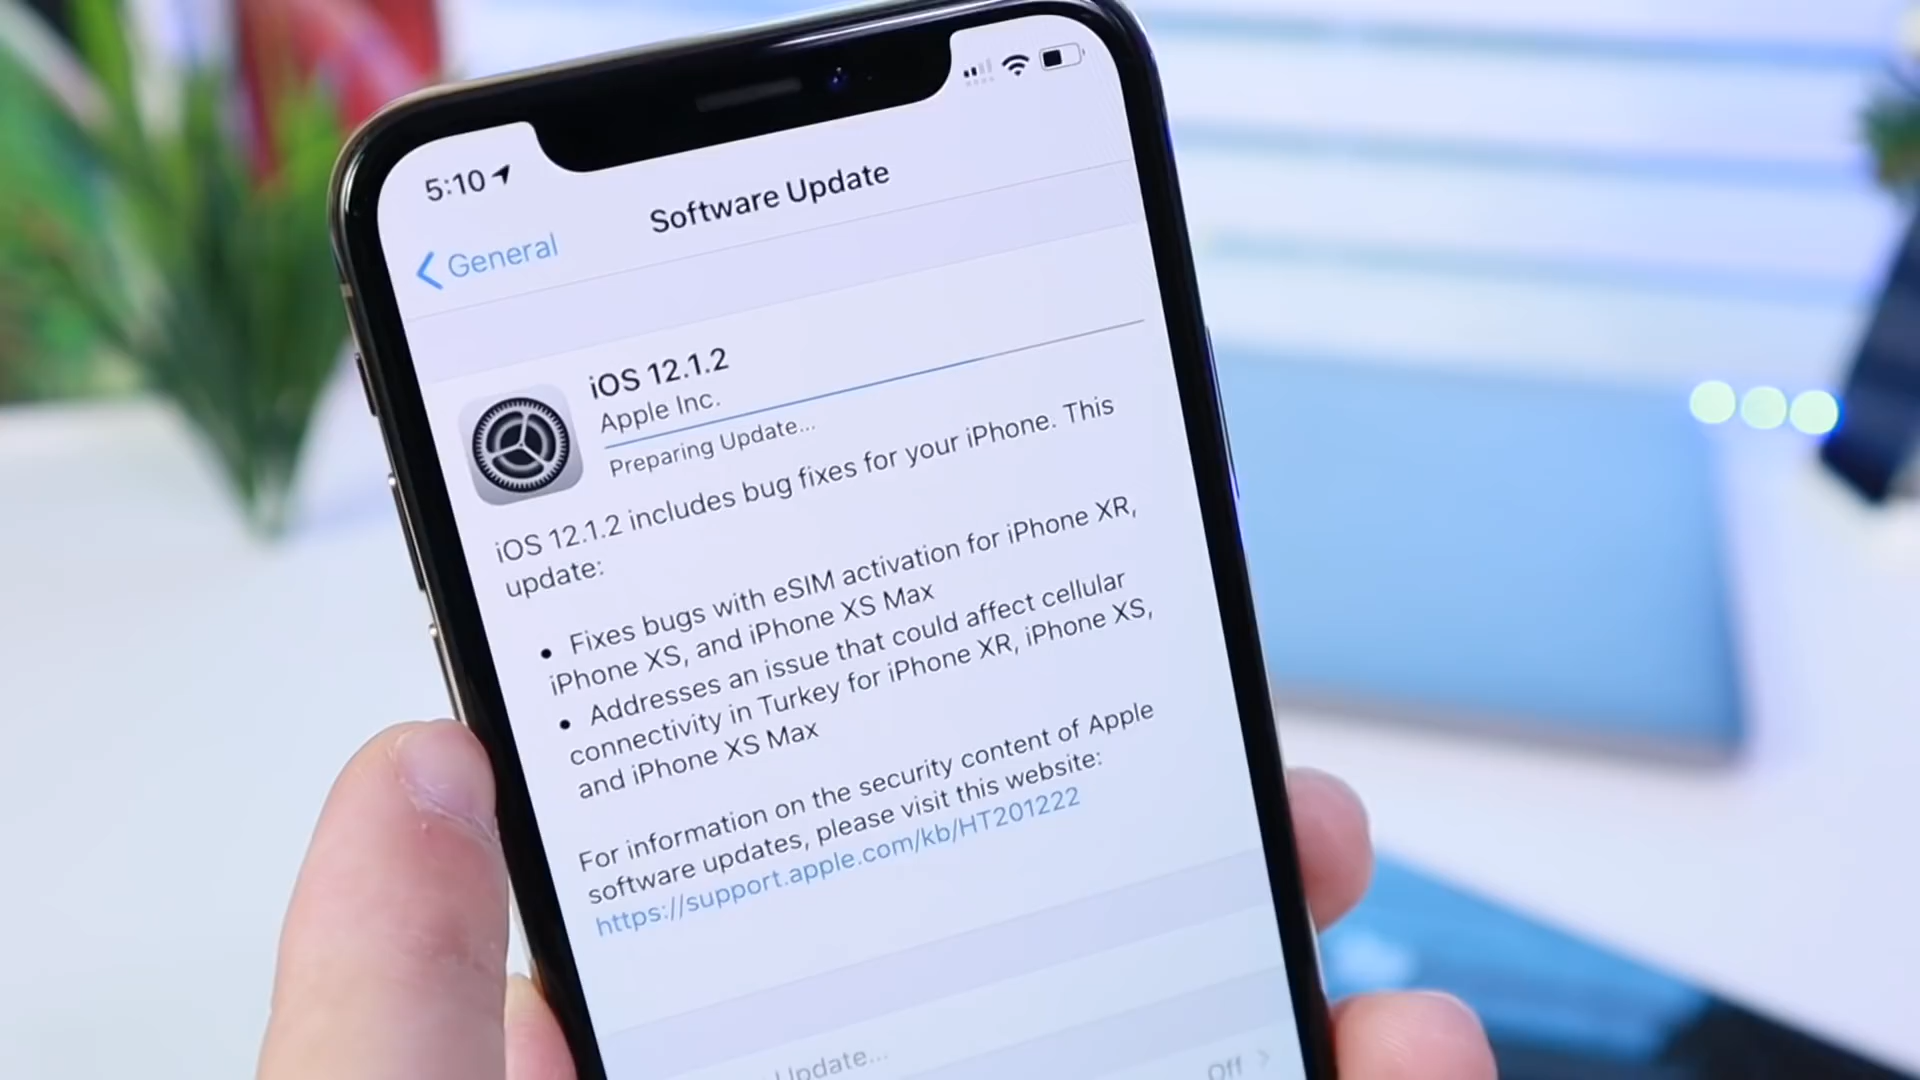 5:10
General
Software Update
iOS 12.1.2
Apple Inc.
Preparing Update...
iOS 12.1.2 includes bug fixes for your iPhone. This
update:
• Fixes bugs with eSIM activation for iPhone XR,
iPhone XS, and iPhone XS Max
• Addresses an issue that could affect cellular
connectivity in Turkey for iPhone XR, iPhone XS,
and iPhone XS Max
For information on the security content of Apple
software updates, please visit this website:
https://support.apple.com/kb/HT201222
Update...
Off